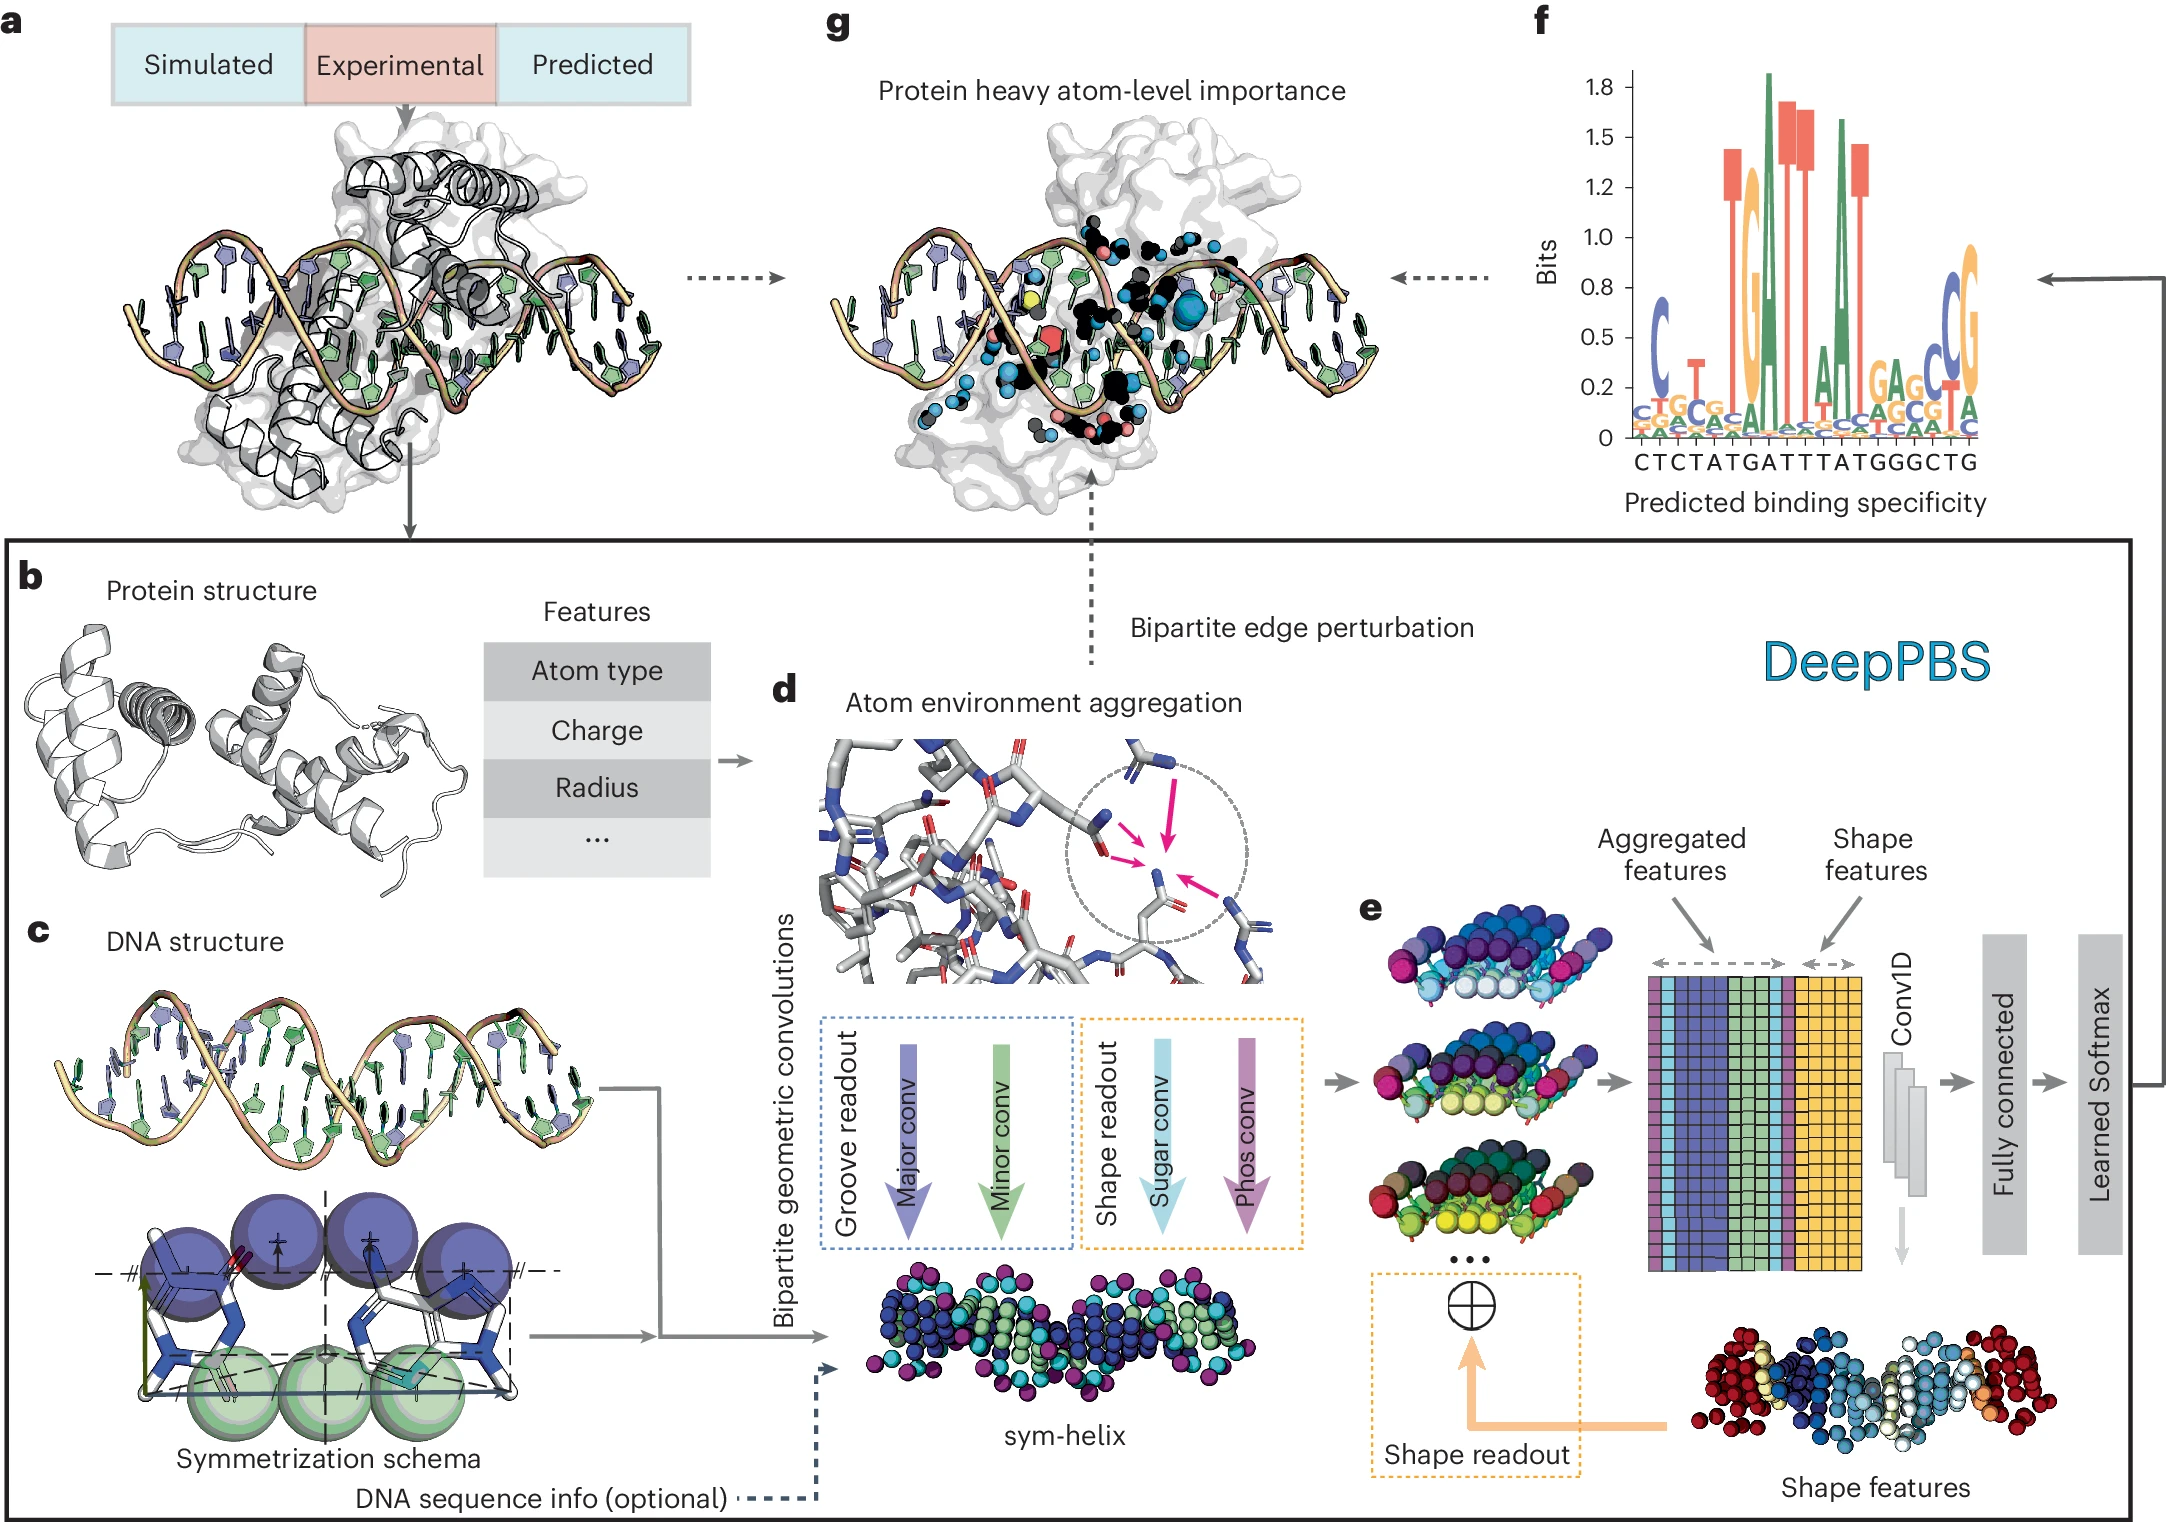 a
Simulated
Experimental
Predicted
g
Protein heavy atom-level importance
f
Bits
1.8
1.5
1.2
1.0
0.8
0.5
0.2
0
CTCTATGATTTATGGGCTG
Predicted binding specificity
b
Protein structure
Features
Atom type
Charge
Radius
...
Bipartite edge perturbation
DeepPBS
c
DNA structure
Symmetrization schema
DNA sequence info (optional)
d
Atom environment aggregation
Bipartite geometric convolutions
Groove readout
Major conv
Minor conv
Shape readout
Sugar conv
Phos conv
sym-helix
e
...
Shape readout
Aggregated
features
Shape
features
Conv1D
Fully connected
Learned Softmax
Shape features